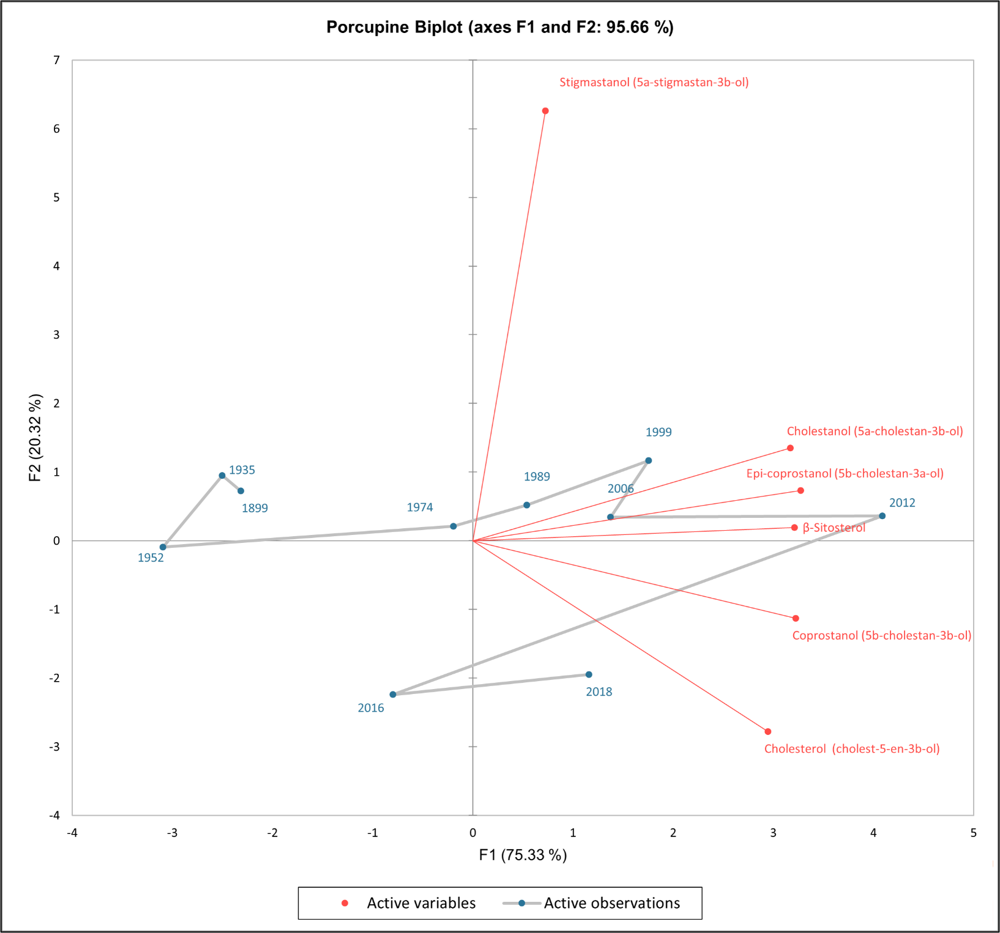 Porcupine Biplot (axes F1 and F2: 95.66 %)
7
Stigmastanol (5a-stigmastan-3b-ol)
6
5
4
3
2
1999
Cholestanol (5a-cholestan-3b-ol)
1
1935
1989
Epi-coprostanol (5b-cholestan-3a-ol)
2006
1899
1974
2012
β-Sitosterol
0
1952
-1
Coprostanol (5b-cholestan-3b-ol)
-2
2018
2016
-3
Cholesterol  (cholest-5-en-3b-ol)
-4
F2 (20.32 %)
-4 -3 -2 -1 0 1 2 3 4 5
F1 (75.33 %)
Active variables Active observations